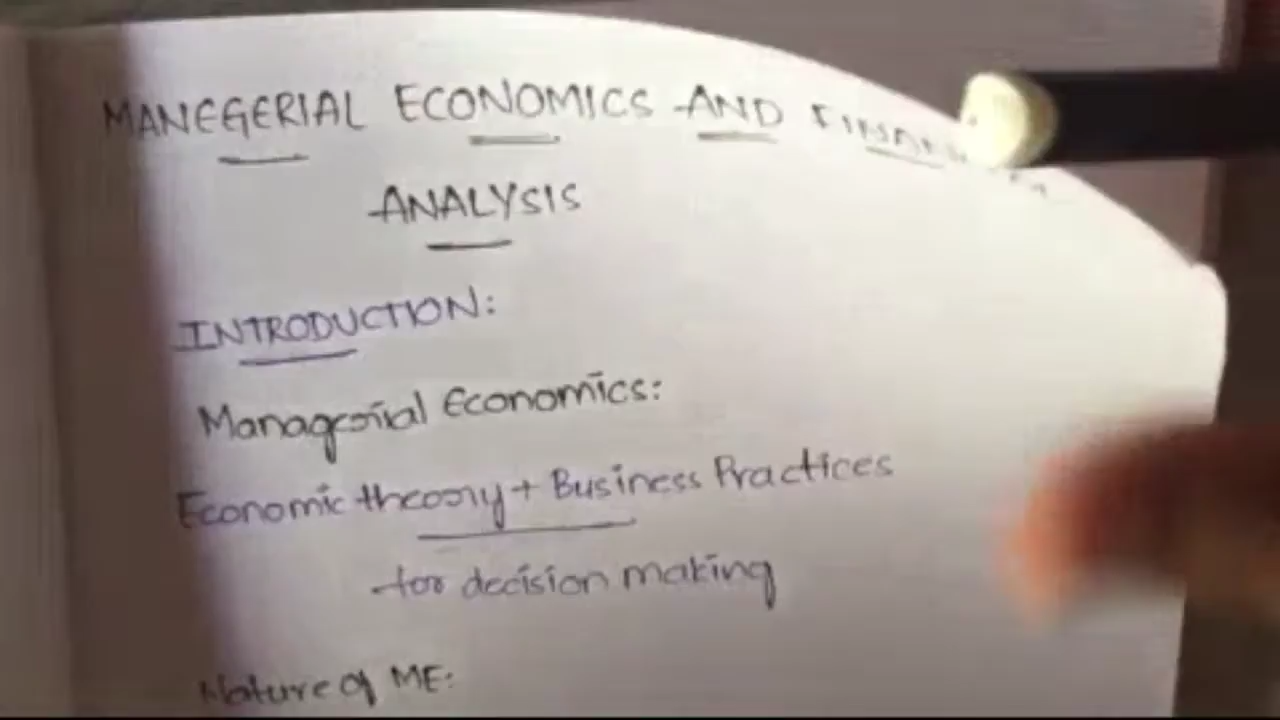 MANEGERIAL ECONOMICS AND
ANALYSIS
INTRODUCTION:
Managerial Economics:
Economic theory + Business Practices
for decision making
Nature of ME: